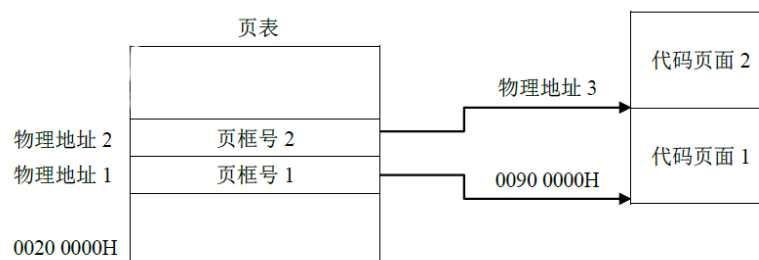 页表
代码页面 2
物理地址 3
物理地址 2
页框号 2
物理地址 1
页框号 1
0090 0000H
代码页面 1
0020 0000H